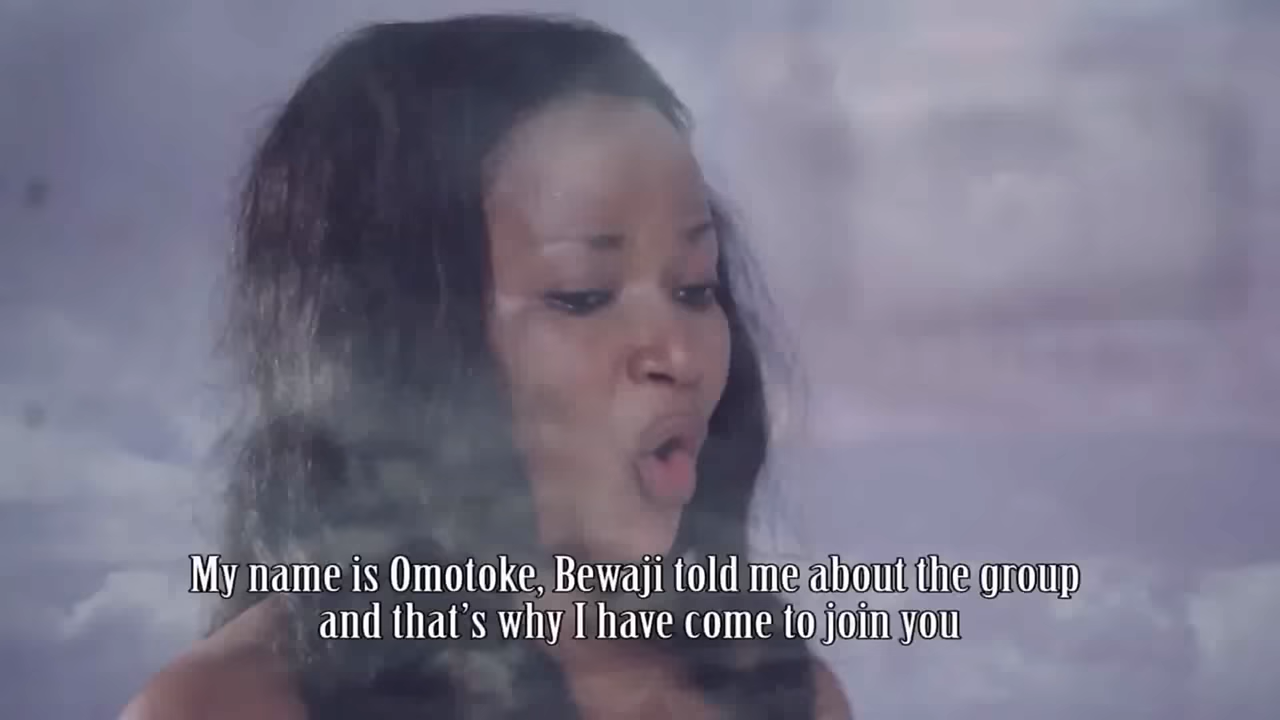 My name is Omotoke, Bewaji told me about the group
and that's why I have come to join you